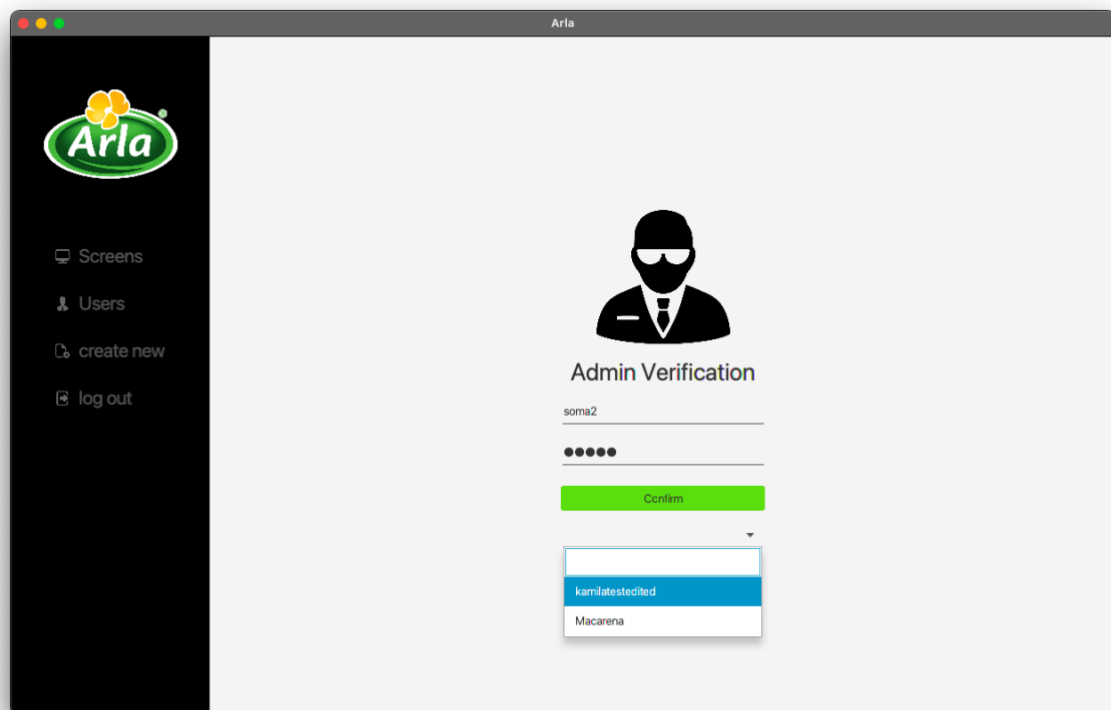 Arla
Arla
®
Screens
Users
create new
log out
Admin Verification
soma2
●●●●●
Confirm
kamilatestedited
Macarena